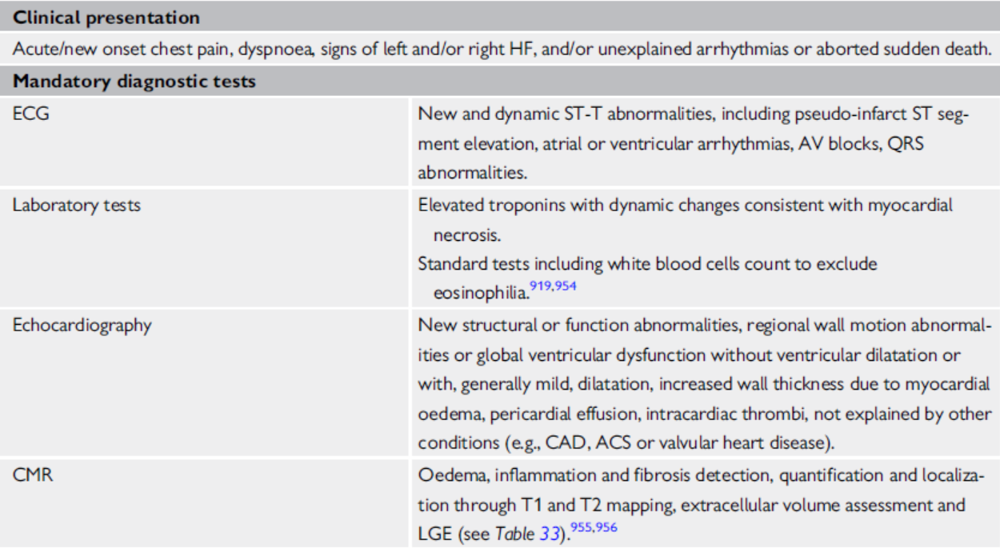 Clinical presentation
Acute/new onset chest pain, dyspnoea, signs of left and/or right HF, and/or unexplained arrhythmias or aborted sudden death.
Mandatory diagnostic tests
ECG
New and dynamic ST-T abnormalities, including pseudo-infarct ST seg-
ment elevation, atrial or ventricular arrhythmias, AV blocks, QRS
abnormalities.
Laboratory tests
Elevated troponins with dynamic changes consistent with myocardial
necrosis.
Standard tests including white blood cells count to exclude
eosinophilia.919,954
Echocardiography
New structural or function abnormalities, regional wall motion abnormal-
ities or global ventricular dysfunction without ventricular dilatation or
with, generally mild, dilatation, increased wall thickness due to myocardial
oedema, pericardial effusion, intracardiac thrombi, not explained by other
conditions (e.g., CAD, ACS or valvular heart disease).
CMR
Oedema, inflammation and fibrosis detection, quantification and localiza-
tion through T1 and T2 mapping, extracellular volume assessment and
LGE (see Table 33).955,956